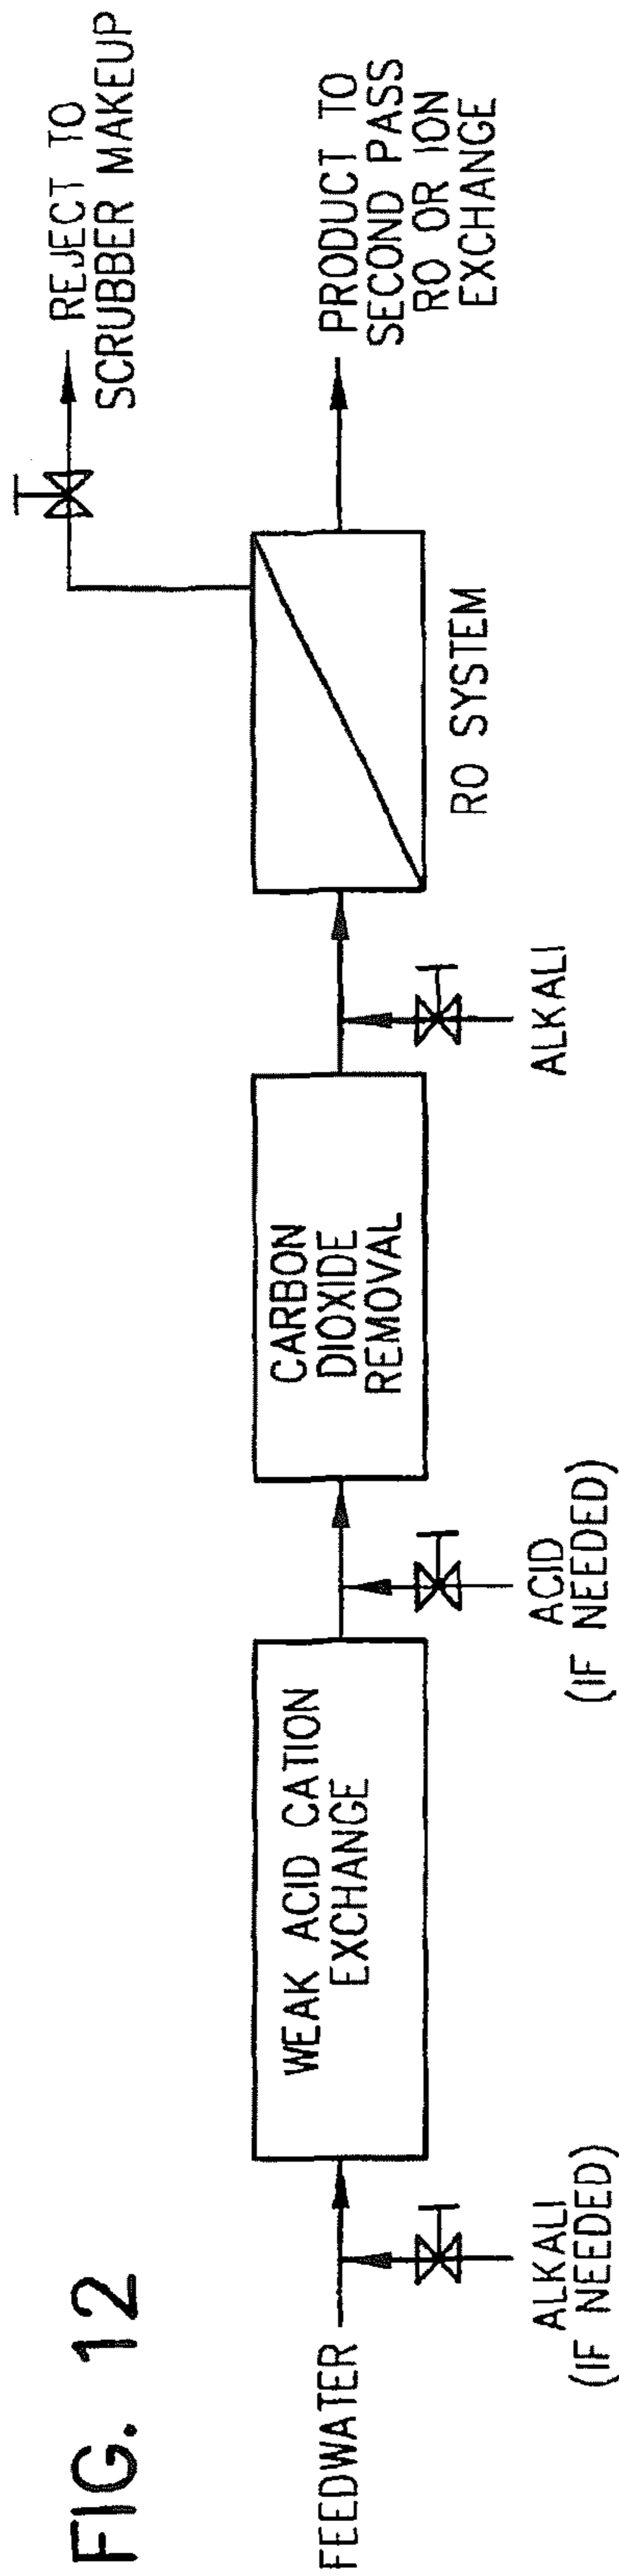 FIG. 12
FEEDWATER
ALKALI
(IF NEEDED)
WEAK ACID CATION
EXCHANGE
ACID
(IF NEEDED)
CARBON
DIOXIDE
REMOVAL
ALKALI
RO SYSTEM
REJECT TO
SCRUBBER MAKEUP
PRODUCT TO
SECOND PASS
RO OR ION
EXCHANGE